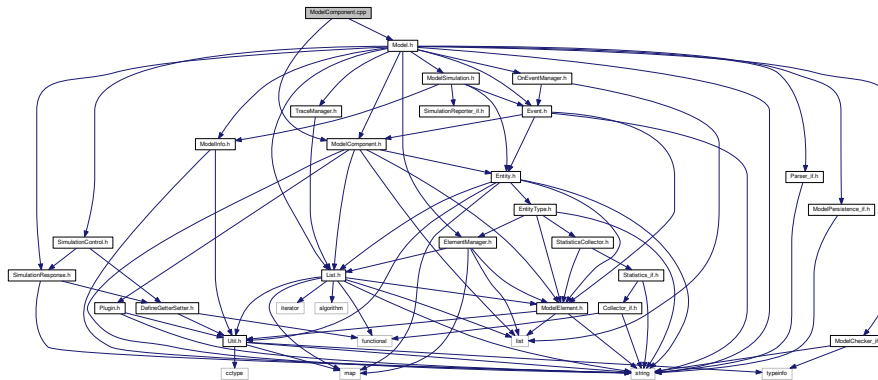 ModelComponent.cpp
Model.h
ModelSimulation.h
OnEventManager.h
TraceManager.h
SimulationReporter_if.h
Event.h
ModelInfo.h
ModelComponent.h
Entity.h
Parser_if.h
EntityType.h
ModelPersistence_if.h
SimulationControl.h
ElementManager.h
StatisticsCollector.h
SimulationResponse.h
List.h
Statistics_if.h
Plugin.h
DefineGetterSetter.h
iterator
algorithm
ModelElement.h
Collector_if.h
Util.h
functional
list
ModelChecker_if
cctype
map
string
typeinfo